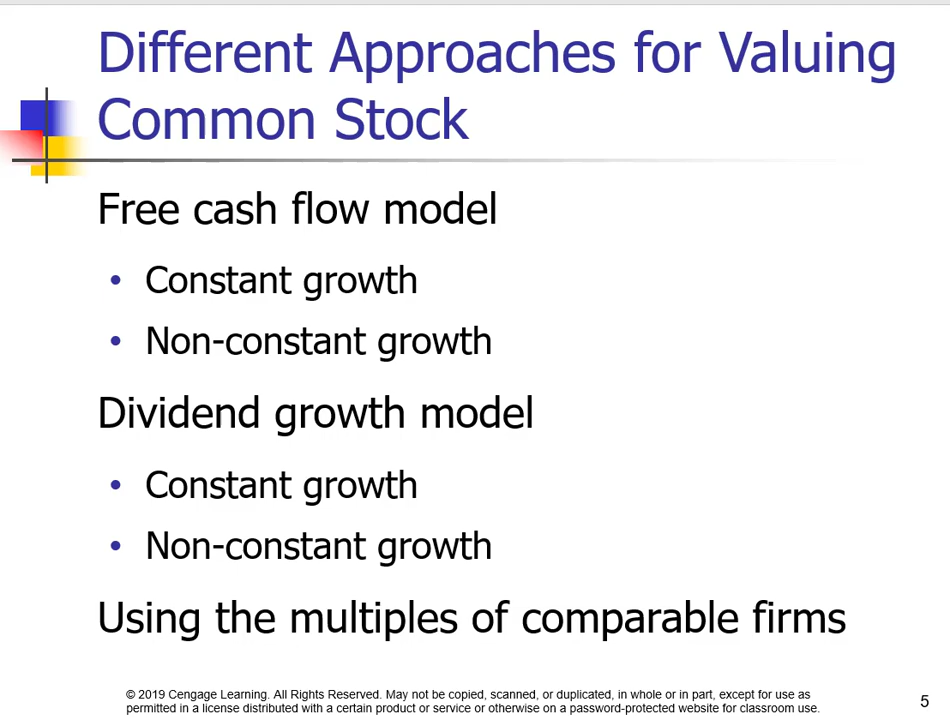 Different Approaches for Valuing
Common Stock
Free cash flow model
• Constant growth
• Non-constant growth
Dividend growth model
• Constant growth
• Non-constant growth
Using the multiples of comparable firms
© 2019 Cengage Learning. All Rights Reserved. May not be copied, scanned, or duplicated, in whole or in part, except for use as
permitted in a license distributed with a certain product or service or otherwise on a password-protected website for classroom use.
5